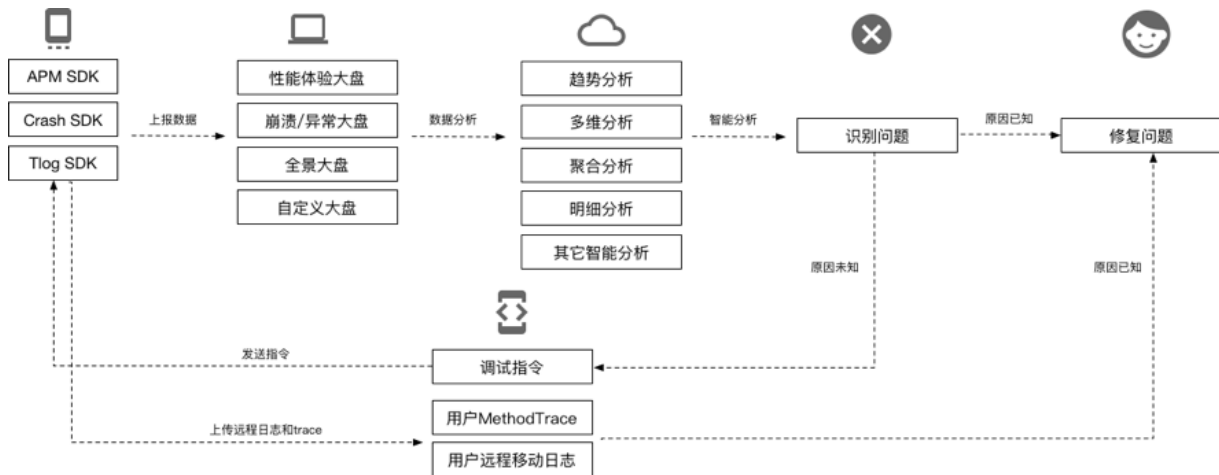 APM SDK
Crash SDK
Tlog SDK
上报数据
性能体验大盘
崩溃/异常大盘
全景大盘
自定义大盘
数据分析
趋势分析
多维分析
聚合分析
明细分析
其它智能分析
智能分析
识别问题
原因已知
修复问题
原因未知
原因已知
发送指令
调试指令
上传远程日志和trace
用户MethodTrace
用户远程移动日志